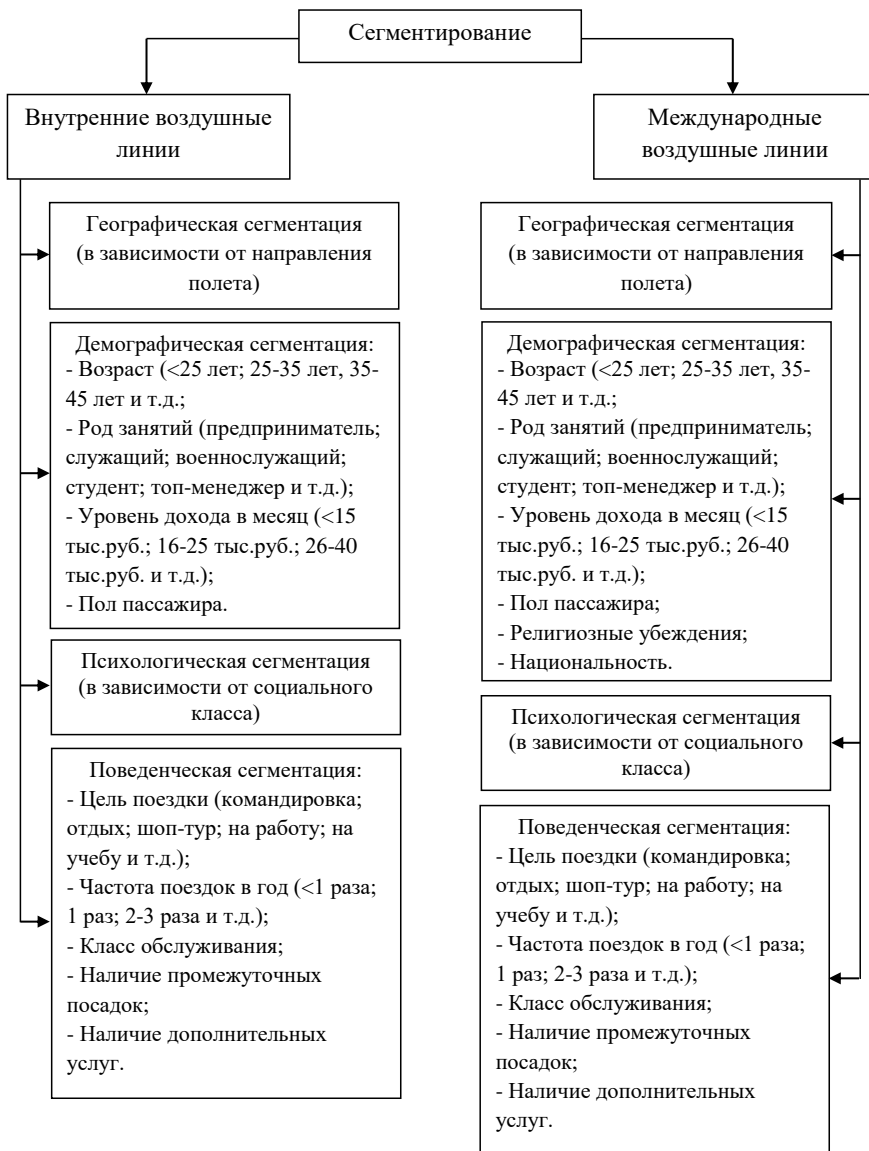 Сегментирование
Внутренние воздушные
линии
Географическая сегментация
(в зависимости от направления
полета)
Демографическая сегментация:
- Возраст (<25 лет; 25-35 лет, 35-
45 лет и т.д.;
- Род занятий (предприниматель;
служащий; военнослужащий;
студент; топ-менеджер и т.д.);
- Уровень дохода в месяц (<15
тыс.руб.; 16-25 тыс.руб.; 26-40
тыс.руб. и т.д.);
- Пол пассажира.
Психологическая сегментация
(в зависимости от социального
класса)
Поведенческая сегментация:
- Цель поездки (командировка;
отдых; шоп-тур; на работу; на
учебу и т.д.);
- Частота поездок в год (<1 раза;
1 раз; 2-3 раза и т.д.);
- Класс обслуживания;
- Наличие промежуточных
посадок;
- Наличие дополнительных
услуг.
Международные
воздушные линии
Географическая сегментация
(в зависимости от направления
полета)
Демографическая сегментация:
- Возраст (<25 лет; 25-35 лет, 35-
45 лет и т.д.;
- Род занятий (предприниматель;
служащий; военнослужащий;
студент; топ-менеджер и т.д.);
- Уровень дохода в месяц (<15
тыс.руб.; 16-25 тыс.руб.; 26-40
тыс.руб. и т.д.);
- Пол пассажира;
- Религиозные убеждения;
- Национальность.
Психологическая сегментация
(в зависимости от социального
класса)
Поведенческая сегментация:
- Цель поездки (командировка;
отдых; шоп-тур; на работу; на
учебу и т.д.);
- Частота поездок в год (<1 раза;
1 раз; 2-3 раза и т.д.);
- Класс обслуживания;
- Наличие промежуточных
посадок;
- Наличие дополнительных
услуг.